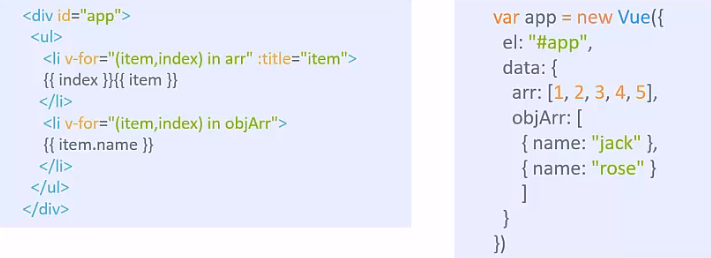 <div id="app">
<ul>
<li v-for="(item,index) in arr" :title="item">
{{ index }}{{ item }}
</li>
<li v-for="(item,index) in objArr">
{{ item.name }}
</li>
</ul>
</div>
var app = new Vue({
el: "#app",
data: {
arr: [1, 2, 3, 4, 5],
objArr: [
{ name: "jack" },
{ name: "rose" }
]
}
})